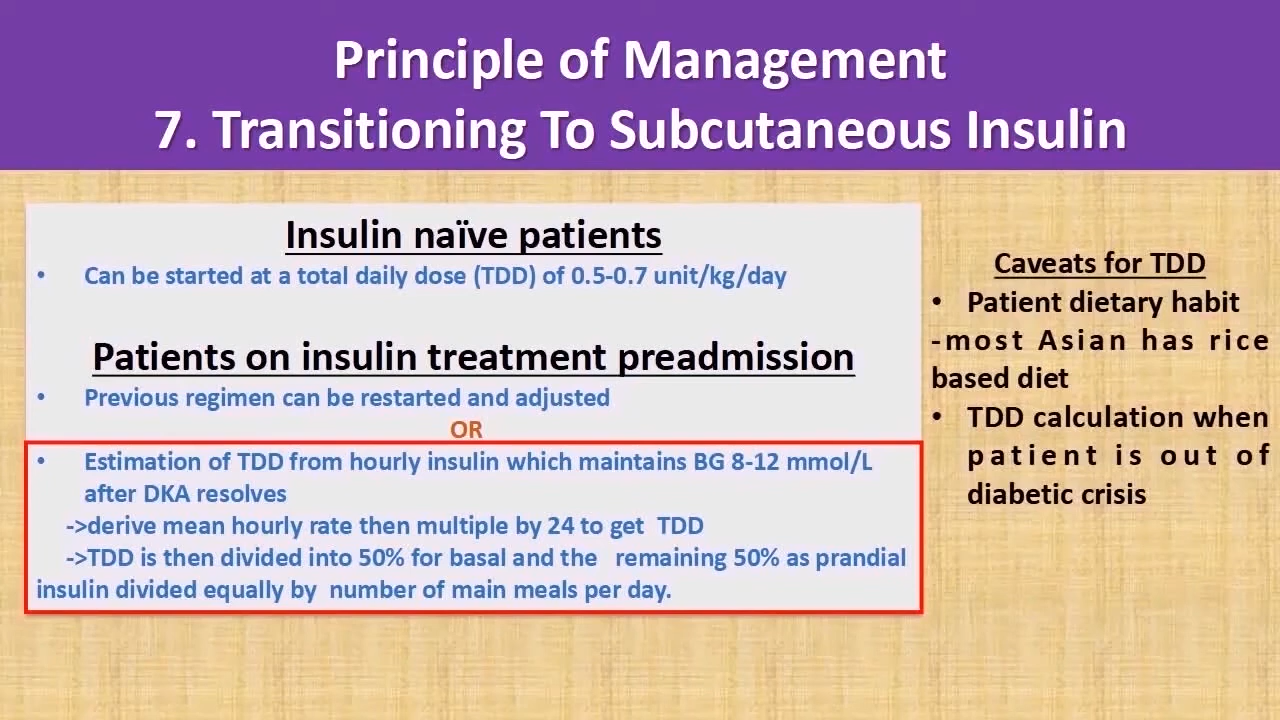 Principle of Management
7. Transitioning To Subcutaneous Insulin
Insulin naïve patients
• Can be started at a total daily dose (TDD) of 0.5-0.7 unit/kg/day
Patients on insulin treatment preadmission
• Previous regimen can be restarted and adjusted
OR
• Estimation of TDD from hourly insulin which maintains BG 8-12 mmol/L
after DKA resolves
->derive mean hourly rate then multiple by 24 to get TDD
->TDD is then divided into 50% for basal and the remaining 50% as prandial
insulin divided equally by number of main meals per day.
Caveats for TDD
• Patient dietary habit
-most Asian has rice
based diet
• TDD calculation when
patient is out of
diabetic crisis